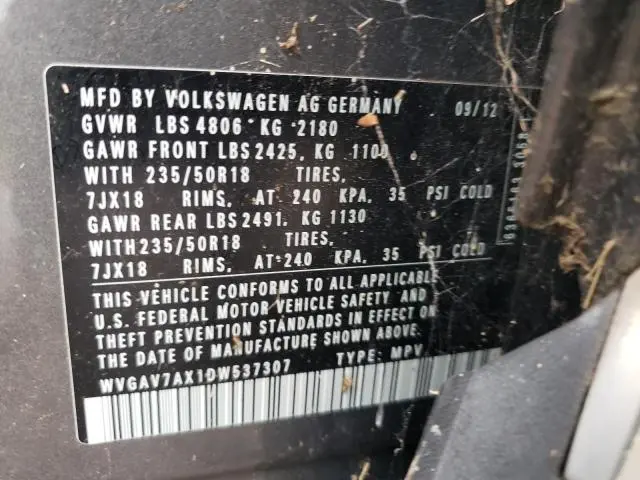 MFD BY VOLKSWAGEN AG GERMANY 09/12
GVWR LBS 4806 KG 2180
GAWR FRONT LBS 2425, KG 1100
WITH 235/50R18 TIRES,
7JX18 RIMS, AT 240 KPA, 35 PSI COLD
GAWR REAR LBS 2491, KG 1130
WITH 235/50R18 TIRES,
7JX18 RIMS, AT 240 KPA, 35 PSI COLD
THIS VEHICLE CONFORMS TO ALL APPLICABLE
U.S. FEDERAL MOTOR VEHICLE SAFETY AND
THEFT PREVENTION STANDARDS IN EFFECT ON
THE DATE OF MANUFACTURE SHOWN ABOVE.
WVGAV7AX1DW537307 TYPE: MPV